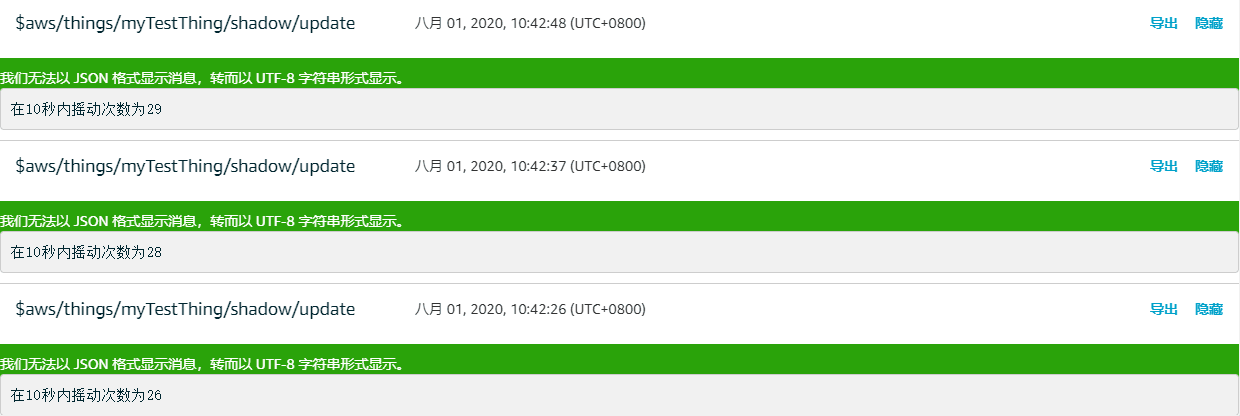 $aws/things/myTestThing/shadow/update 八月 01, 2020, 10:42:48 (UTC+0800) 导出 隐藏
我们无法以 JSON 格式显示消息，转而以 UTF-8 字符串形式显示。
在10秒内摇动次数为29
$aws/things/myTestThing/shadow/update 八月 01, 2020, 10:42:37 (UTC+0800) 导出 隐藏
我们无法以 JSON 格式显示消息，转而以 UTF-8 字符串形式显示。
在10秒内摇动次数为28
$aws/things/myTestThing/shadow/update 八月 01, 2020, 10:42:26 (UTC+0800) 导出 隐藏
我们无法以 JSON 格式显示消息，转而以 UTF-8 字符串形式显示。
在10秒内摇动次数为26